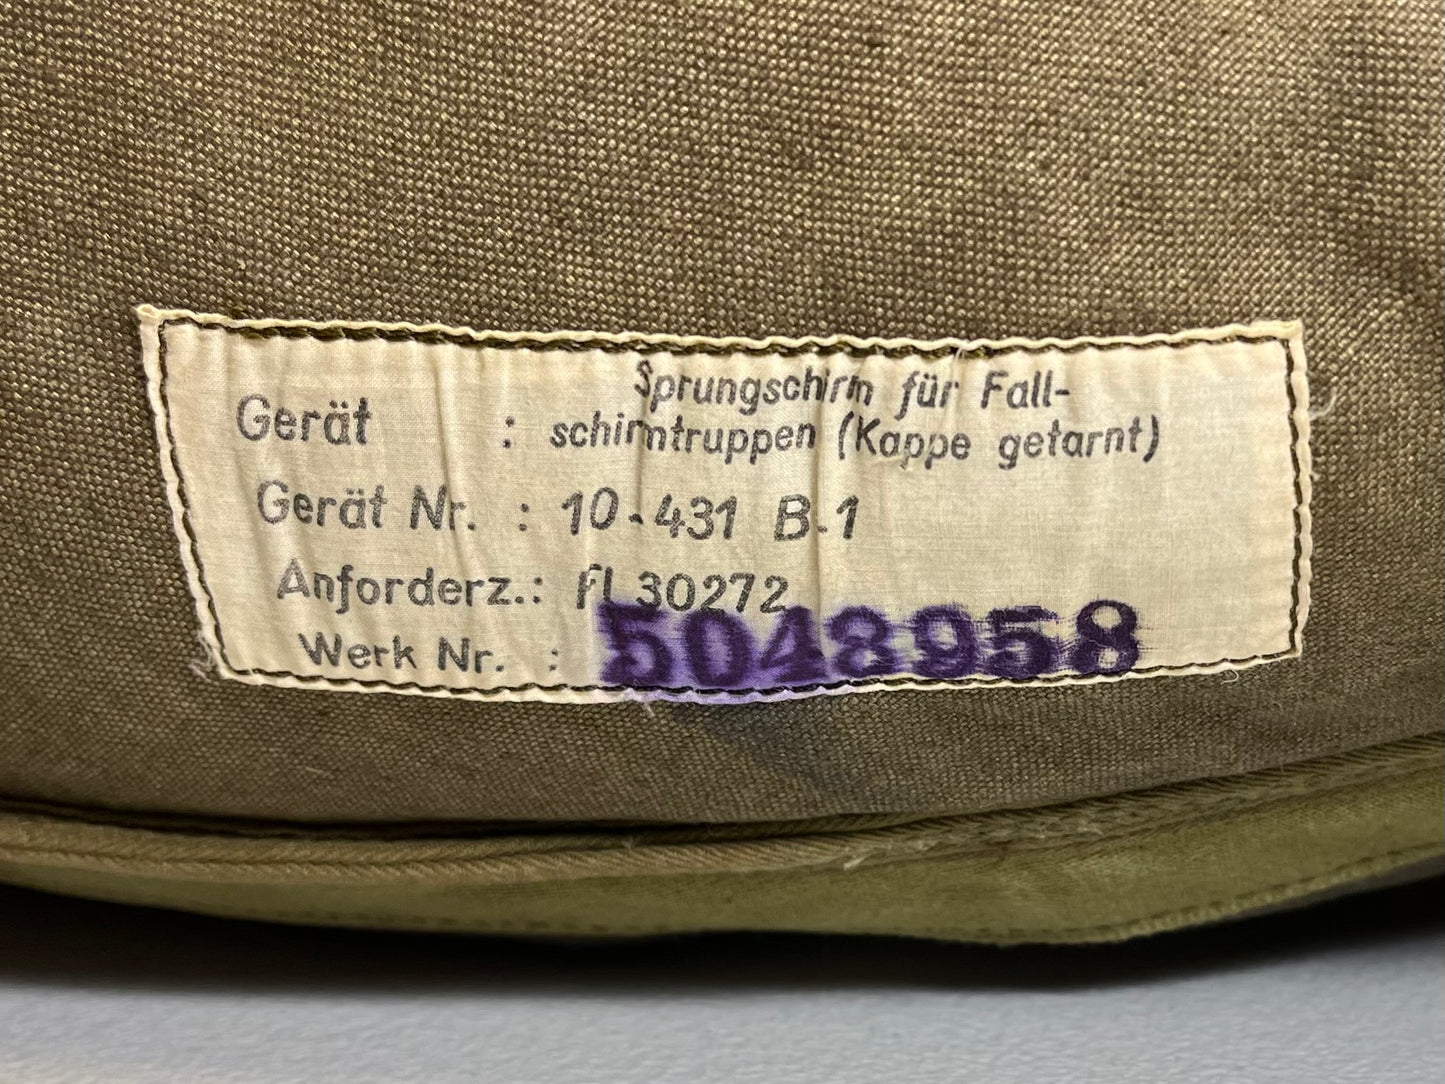 Gerät : Sprungschirm für Fall-
schirmtruppen (Kappe getarnt)
Gerät Nr. : 10-431 B-1
Anforderz.: fl 30272
Werk Nr. : 5048958